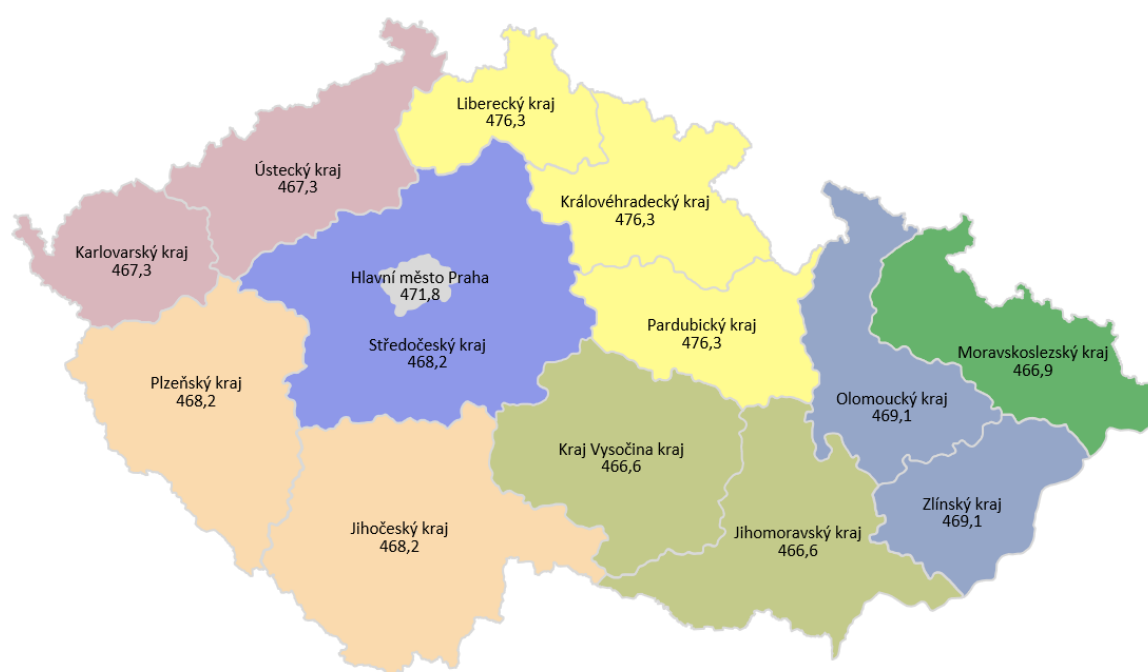 Liberecký kraj
476,3
Ústecký kraj
467,3
Královéhradecký kraj
476,3
Karlovarský kraj
467,3
Hlavní město Praha
471,8
Pardubický kraj
476,3
Středočeský kraj
468,2
Moravskoslezský kraj
466,9
Plzeňský kraj
468,2
Olomoucký kraj
469,1
Kraj Vysočina kraj
466,6
Zlínský kraj
469,1
Jihočeský kraj
468,2
Jihomoravský kraj
466,6